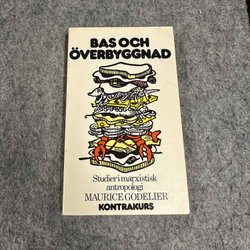 BAS OCH
ÖVERBYGGNAD
Studier i marxistisk
antropologi
MAURICE GODELIER
KONTRAKURS